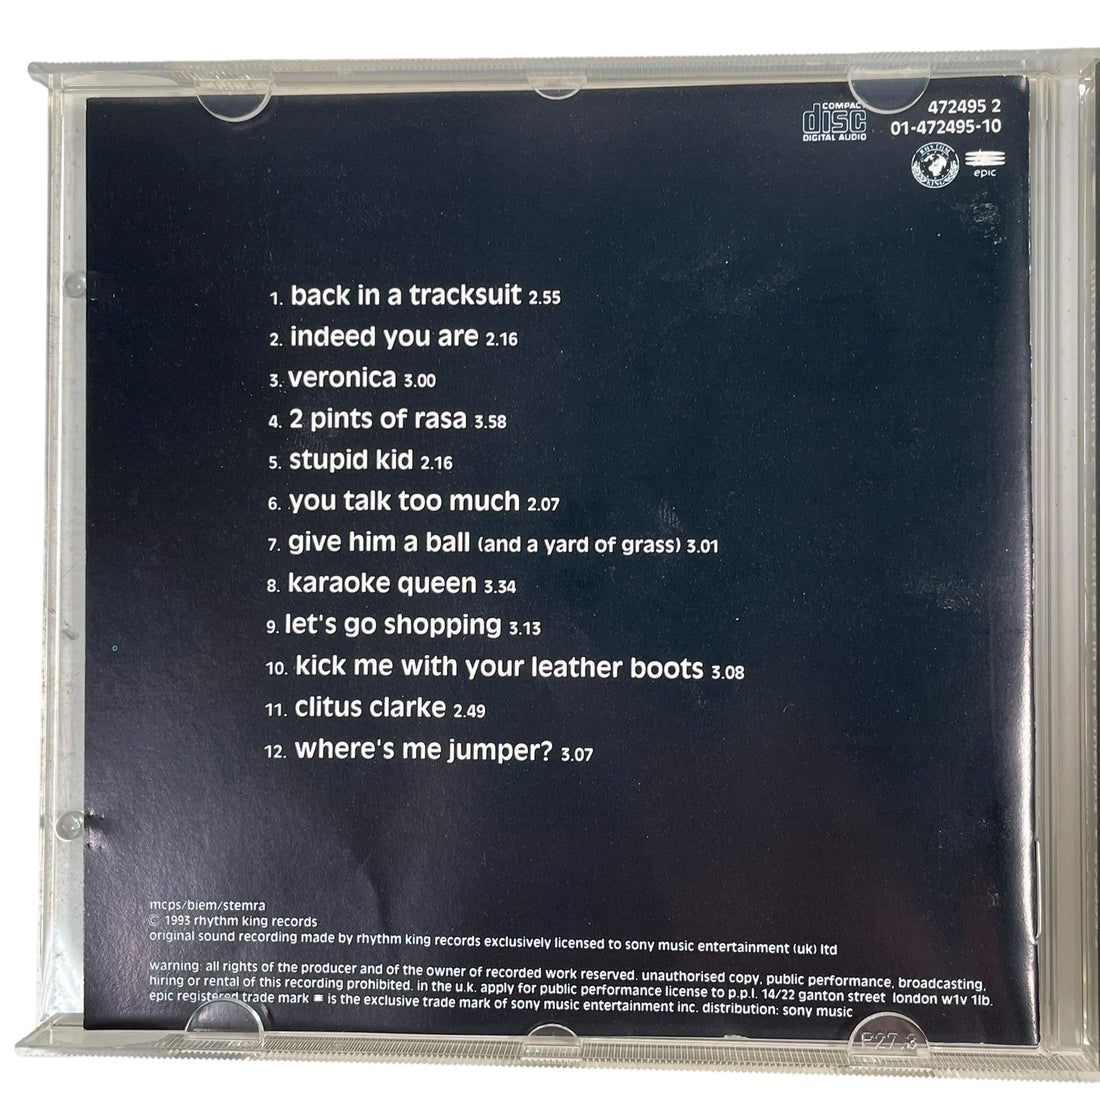 COMPACT
disc
DIGITAL AUDIO
472495 2
01-472495-10
RHYTHM
KING
epic
1. back in a tracksuit 2.55
2. indeed you are 2.16
3. veronica 3.00
4. 2 pints of rasa 3.58
5. stupid kid 2.16
6. you talk too much 2.07
7. give him a ball (and a yard of grass) 3.01
8. karaoke queen 3.34
9. let's go shopping 3.13
10. kick me with your leather boots 3.08
11. clitus clarke 2.49
12. where's me jumper? 3.07
mcps/biem/stemra
© 1993 rhythm king records
original sound recording made by rhythm king records exclusively licensed to sony music entertainment (uk) ltd
warning: all rights of the producer and of the owner of recorded work reserved. unauthorised copy, public performance, broadcasting,
hiring or rental of this recording prohibited. in the u.k. apply for public performance license to p.p.l. 14/22 ganton street london w1v 1lb.
epic registered trade mark is the exclusive trade mark of sony music entertainment inc. distribution: sony music
P27.3